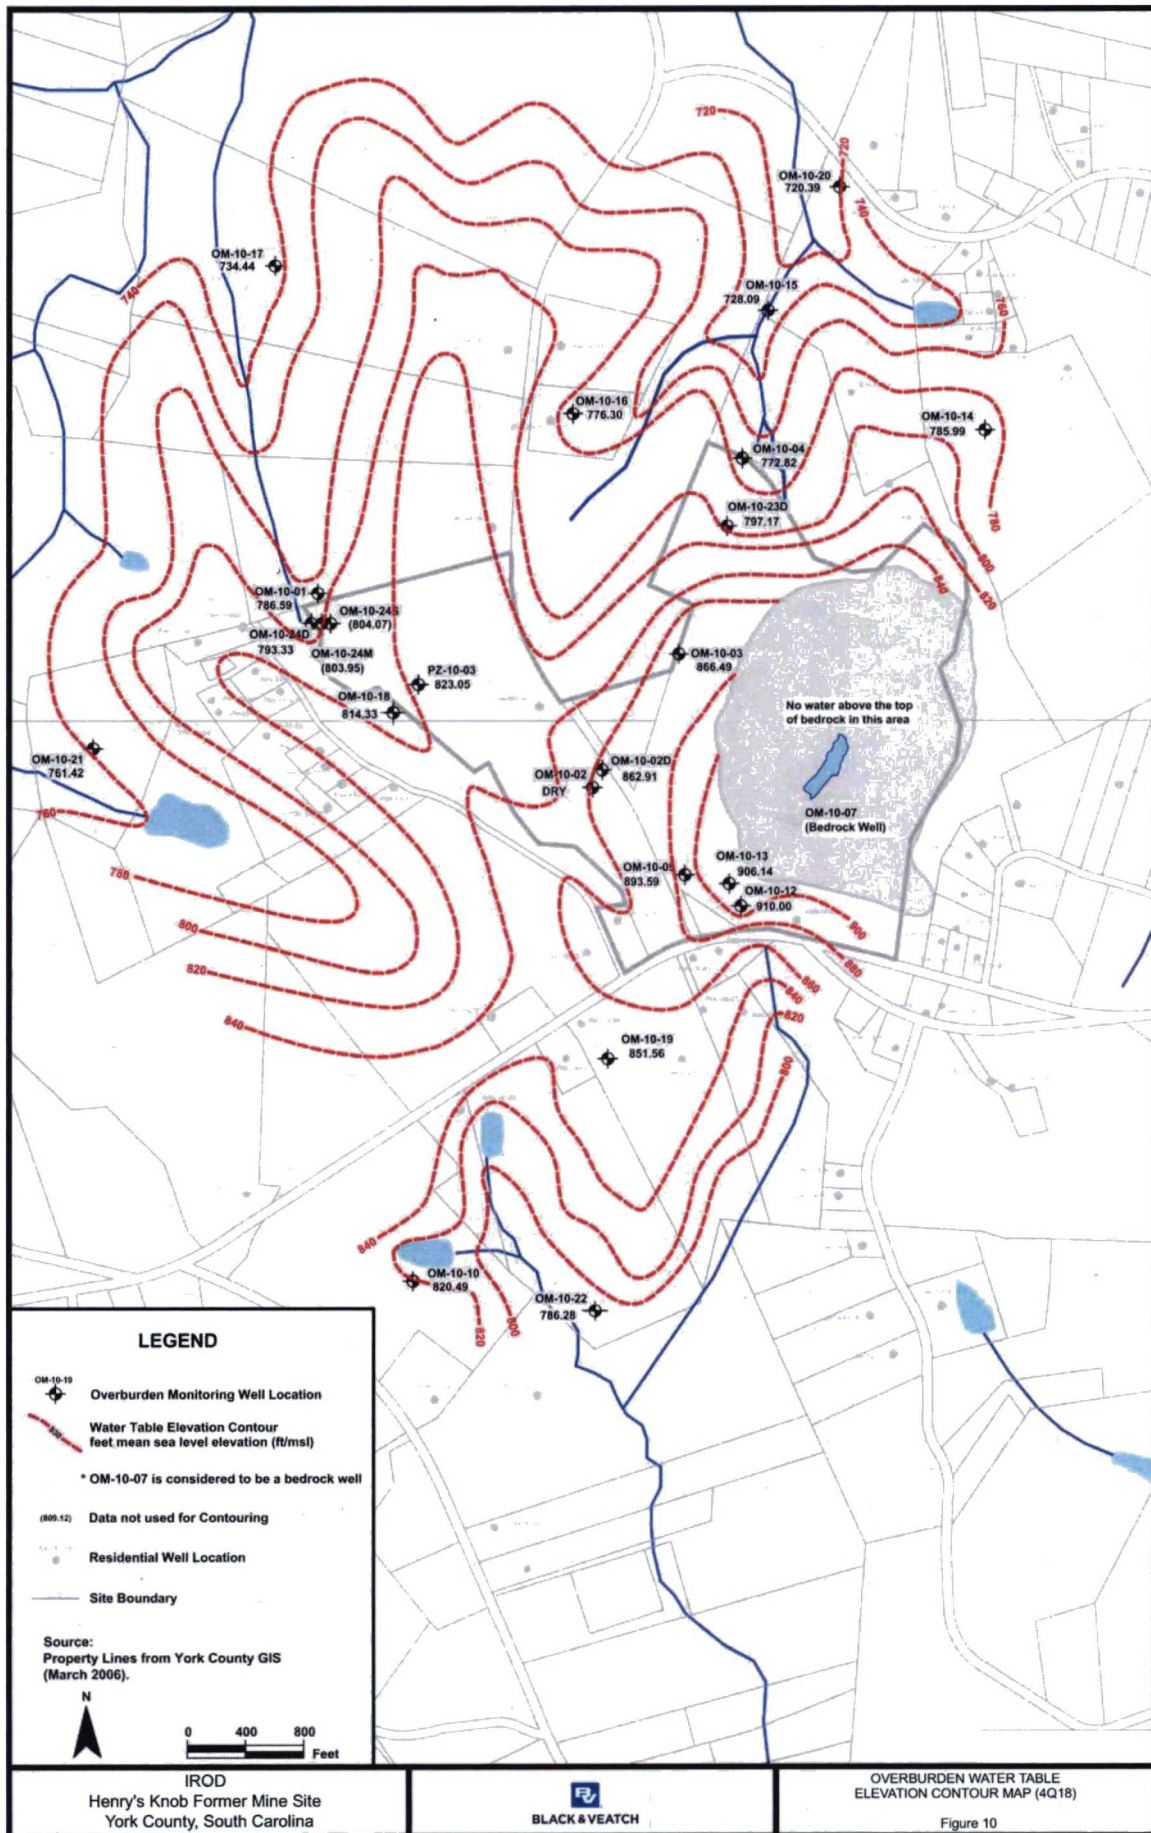 720
720
OM-10-20
720.39
740
OM-10-17
734.44
740
OM-10-15
728.09
760
OM-10-16
776.30
OM-10-14
785.99
OM-10-04
772.82
OM-10-23D
797.17
780
800
840
820
OM-10-01
786.59
OM-10-24S
(804.07)
OM-10-24D
793.33
OM-10-24M
(803.95)
PZ-10-03
823.05
OM-10-03
866.49
OM-10-18
814.33
No water above the top
of bedrock in this area
OM-10-21
761.42
OM-10-02D
862.91
OM-10-02
DRY
760
OM-10-07
(Bedrock Well)
780
OM-10-13
906.14
893.59
OM-10-12
910.00
800
900
880
820
860
840
820
840
OM-10-19
851.56
800
840
OM-10-10
820.49
OM-10-22
786.28
820
800
LEGEND
OM-10-10
Overburden Monitoring Well Location
Water Table Elevation Contour
feet mean sea level elevation (ft/msl)
* OM-10-07 is considered to be a bedrock well
(809.12) Data not used for Contouring
Residential Well Location
Site Boundary
Source:
Property Lines from York County GIS
(March 2006).
N
0 400 800
Feet
IROD
Henry's Knob Former Mine Site
York County, South Carolina
BV
BLACK & VEATCH
OVERBURDEN WATER TABLE
ELEVATION CONTOUR MAP (4Q18)
Figure 10